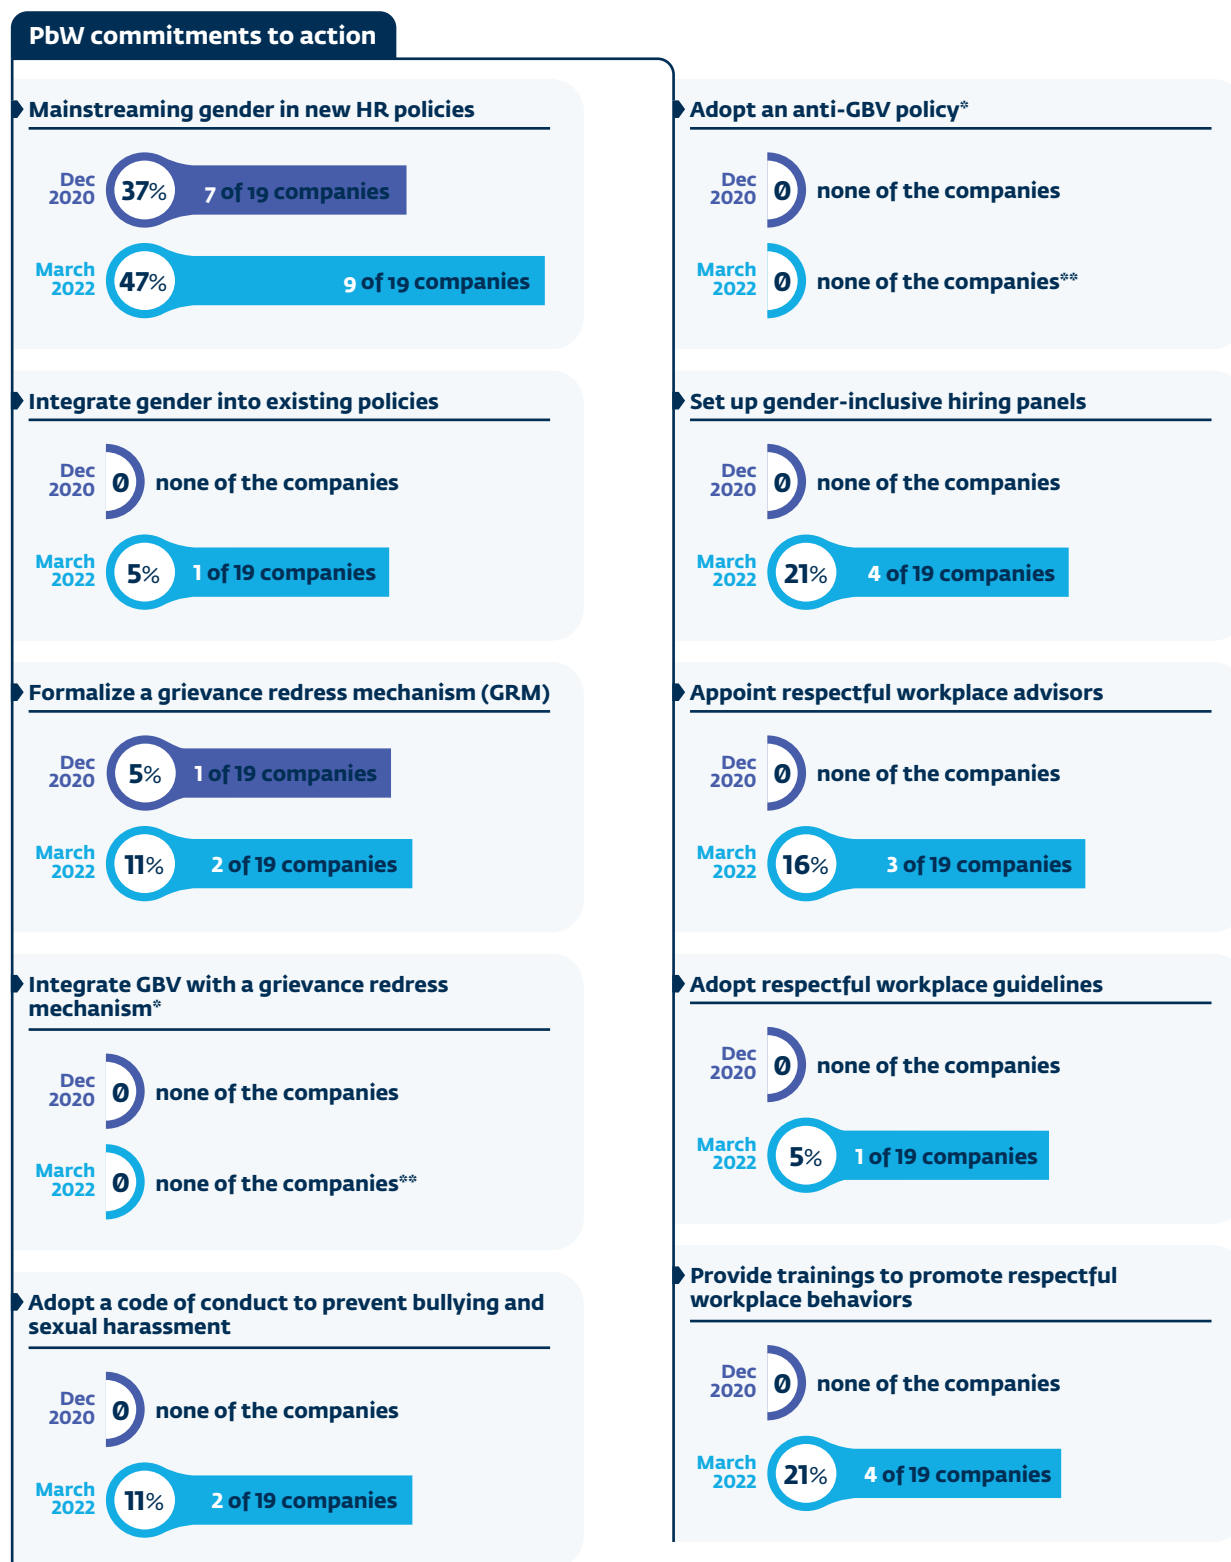 PbW commitments to action
Mainstreaming gender in new HR policies
Dec
2020
37%
7 of 19 companies
March
2022
47%
9 of 19 companies
Integrate gender into existing policies
Dec
2020
0
none of the companies
March
2022
5%
1 of 19 companies
Formalize a grievance redress mechanism (GRM)
Dec
2020
5%
1 of 19 companies
March
2022
11%
2 of 19 companies
Integrate GBV with a grievance redress
mechanism*
Dec
2020
0
none of the companies
March
2022
0
none of the companies**
Adopt a code of conduct to prevent bullying and
sexual harassment
Dec
2020
0
none of the companies
March
2022
11%
2 of 19 companies
Adopt an anti-GBV policy*
Dec
2020
0
none of the companies
March
2022
0
none of the companies**
Set up gender-inclusive hiring panels
Dec
2020
0
none of the companies
March
2022
21%
4 of 19 companies
Appoint respectful workplace advisors
Dec
2020
0
none of the companies
March
2022
16%
3 of 19 companies
Adopt respectful workplace guidelines
Dec
2020
0
none of the companies
March
2022
5%
1 of 19 companies
Provide trainings to promote respectful
workplace behaviors
Dec
2020
0
none of the companies
March
2022
21%
4 of 19 companies